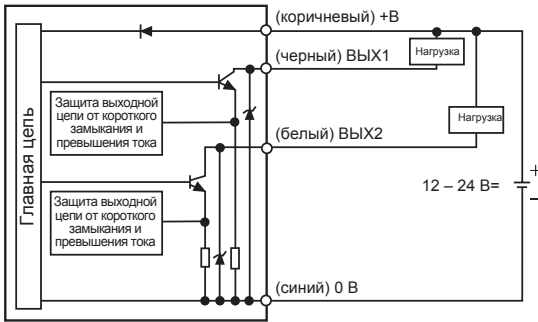 (коричневый) +В
(черный) ВЫХ1
Нагрузка
Защита выходной
цепи от короткого
замыкания и
превышения тока
(белый) ВЫХ2
Нагрузка
Главная цепь
Защита выходной
цепи от короткого
замыкания и
превышения тока
12 – 24 В=
+
–
(синий) 0 В